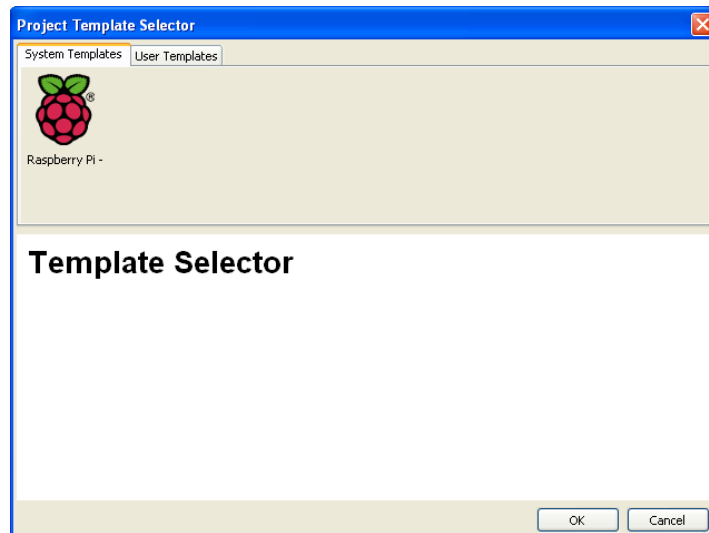 Project Template Selector
System Templates User Templates
®
Raspberry Pi -
Template Selector
OK Cancel